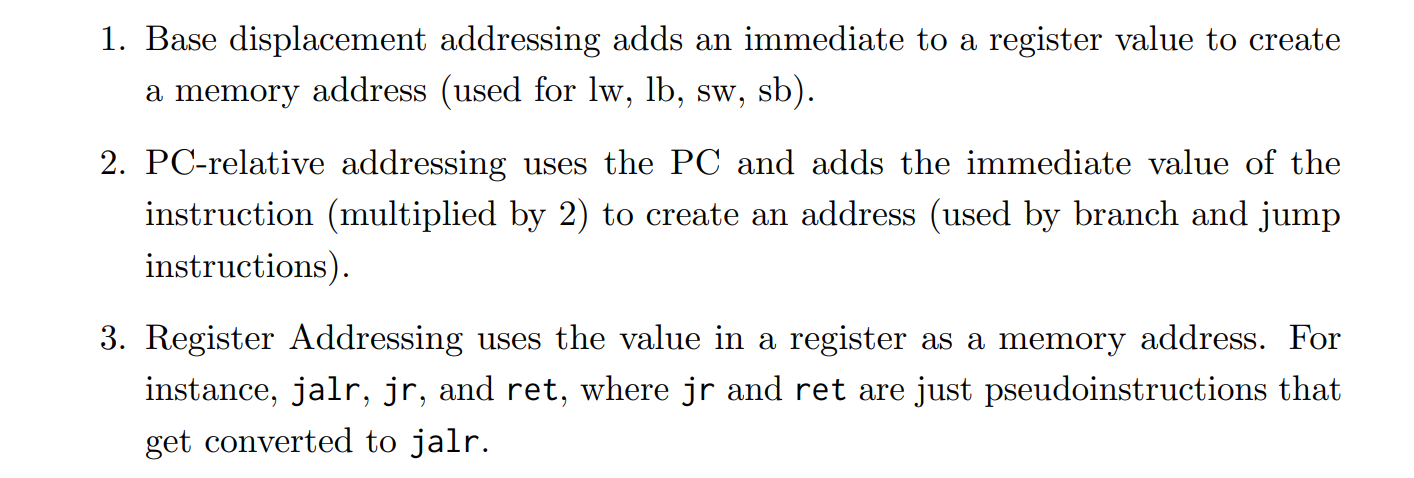 1. Base displacement addressing adds an immediate to a register value to create
a memory address (used for lw, lb, sw, sb).
2. PC-relative addressing uses the PC and adds the immediate value of the
instruction (multiplied by 2) to create an address (used by branch and jump
instructions).
3. Register Addressing uses the value in a register as a memory address. For
instance, jalr, jr, and ret, where jr and ret are just pseudoinstructions that
get converted to jalr.